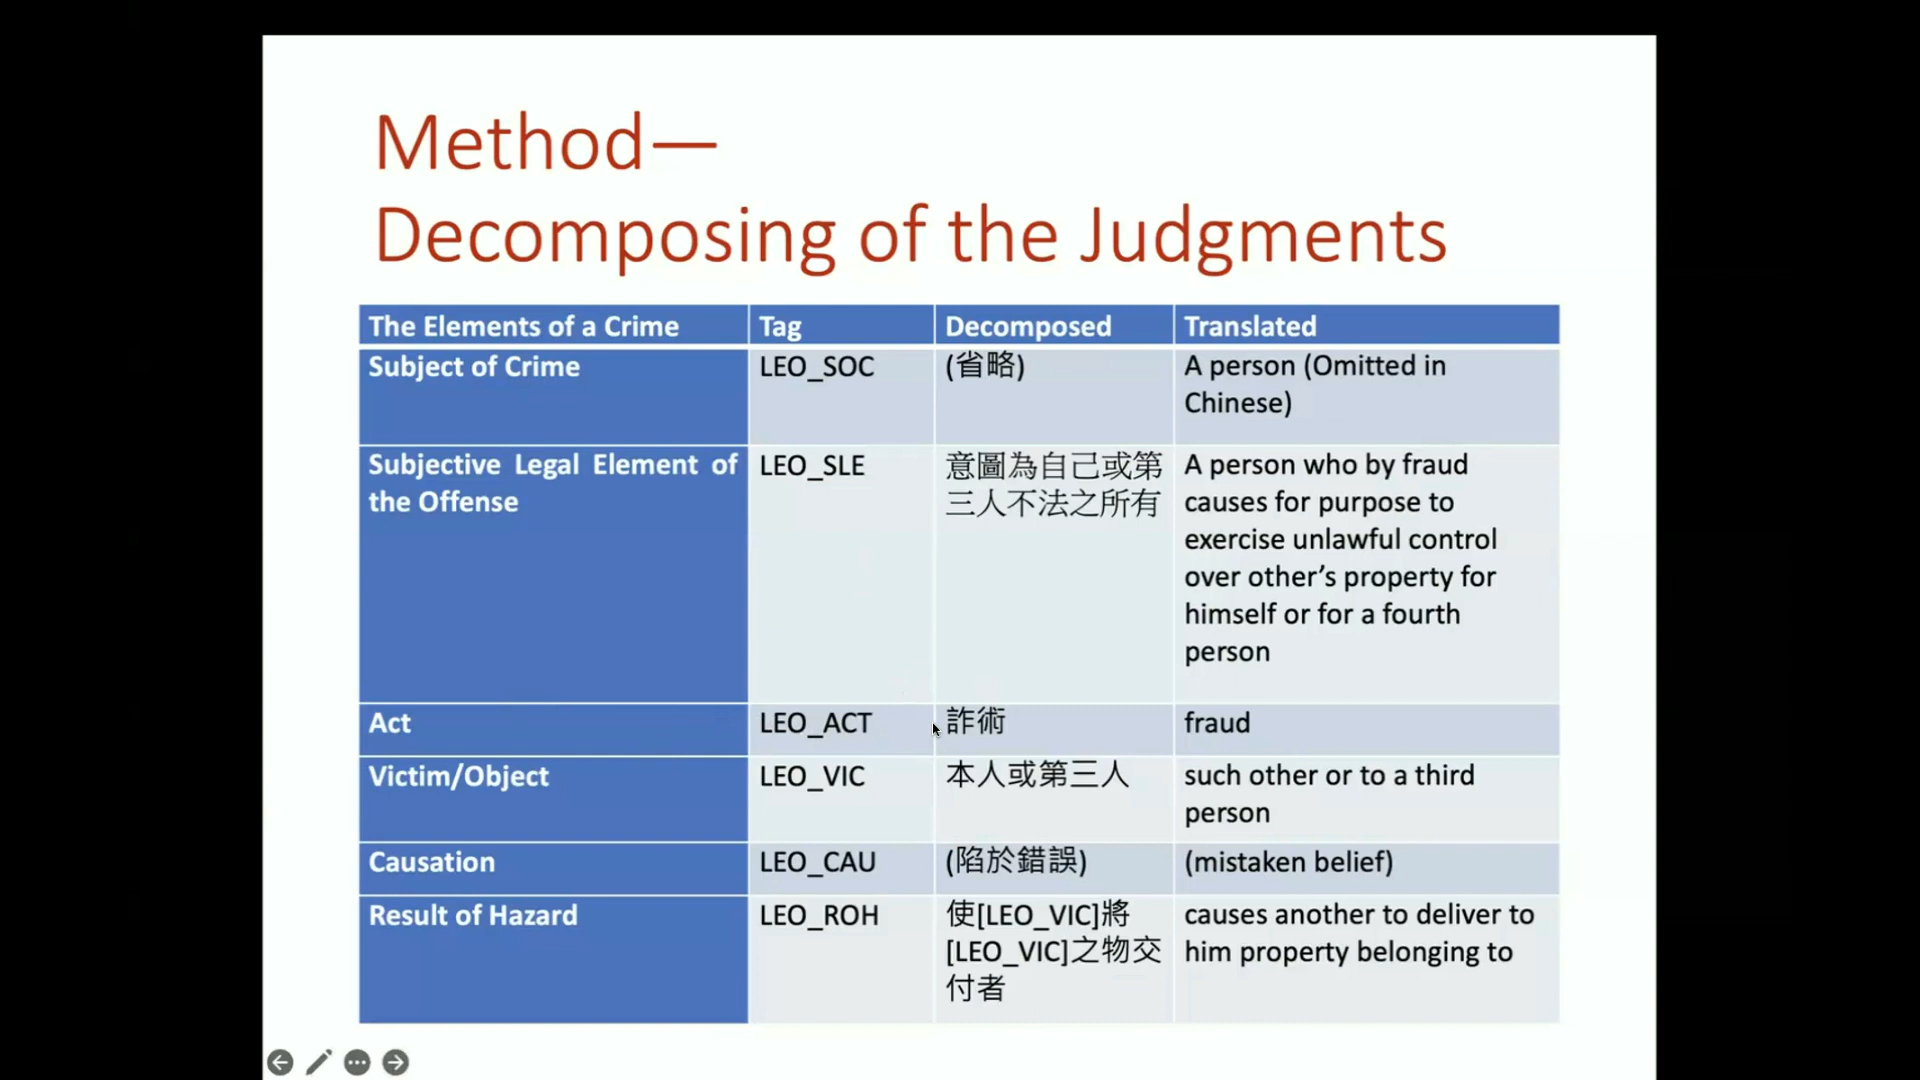 Method—
Decomposing of the Judgments
The Elements of a Crime Tag Decomposed Translated
Subject of Crime LEO_SOC (省略) A person (Omitted in
Chinese)
Subjective Legal Element of
the Offense
LEO_SLE
意圖為自己或第
三人不法之所有
A person who by fraud
causes for purpose to
exercise unlawful control
over other’s property for
himself or for a fourth
person
Act LEO_ACT 詐術 fraud
Victim/Object LEO_VIC 本人或第三人 such other or to a third
person
Causation LEO_CAU (陷於錯誤) (mistaken belief)
Result of Hazard LEO_ROH
使[LEO_VIC]將
[LEO_VIC]之物交
付者
causes another to deliver to
him property belonging to